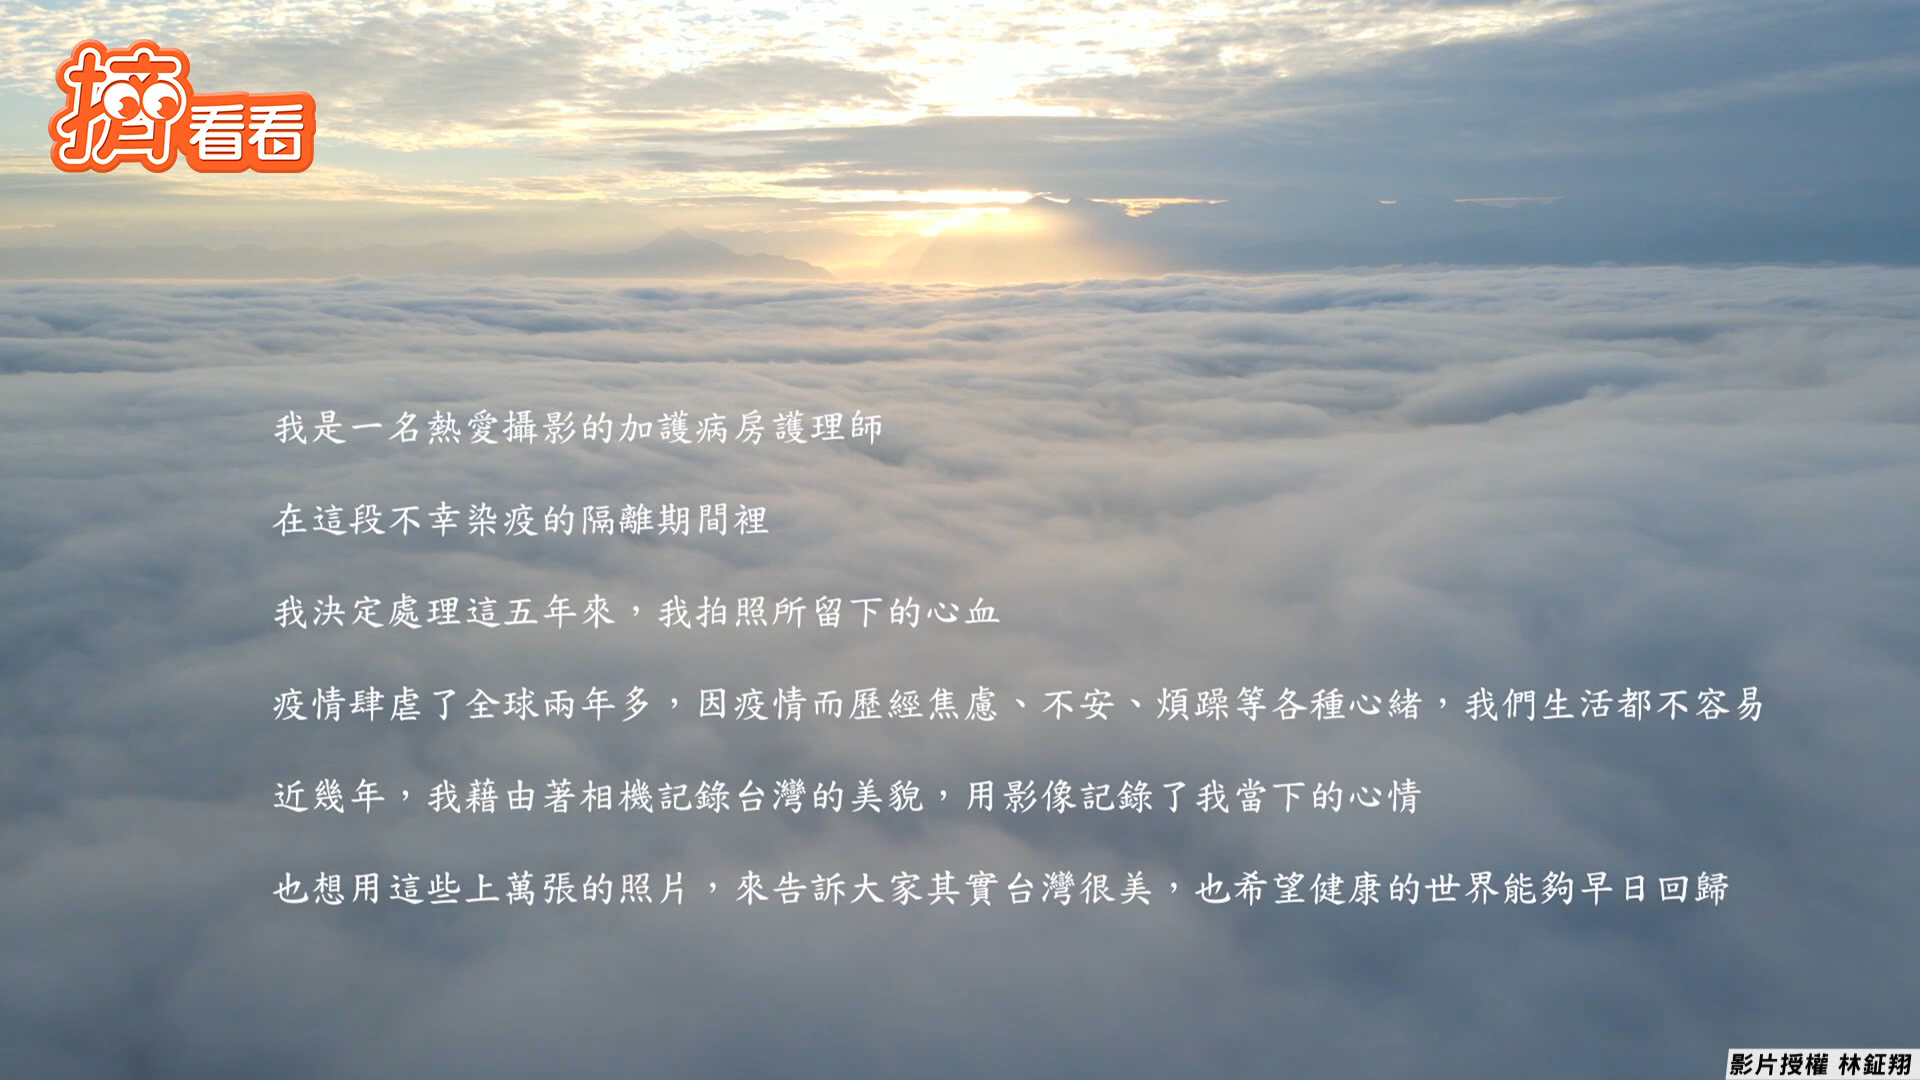 擠看看
我是一名熱愛攝影的加護病房護理師
在這段不幸染疫的隔離期間裡
我決定處理這五年來，我拍照所留下的心血
疫情肆虐了全球兩年多，因疫情而歷經焦慮、不安、煩躁等各種心緒，我們生活都不容易
近幾年，我藉由著相機記錄台灣的美貌，用影像記錄了我當下的心情
也想用這些上萬張的照片，來告訴大家其實台灣很美，也希望健康的世界能夠早日回歸
影片授權 林鉦翔